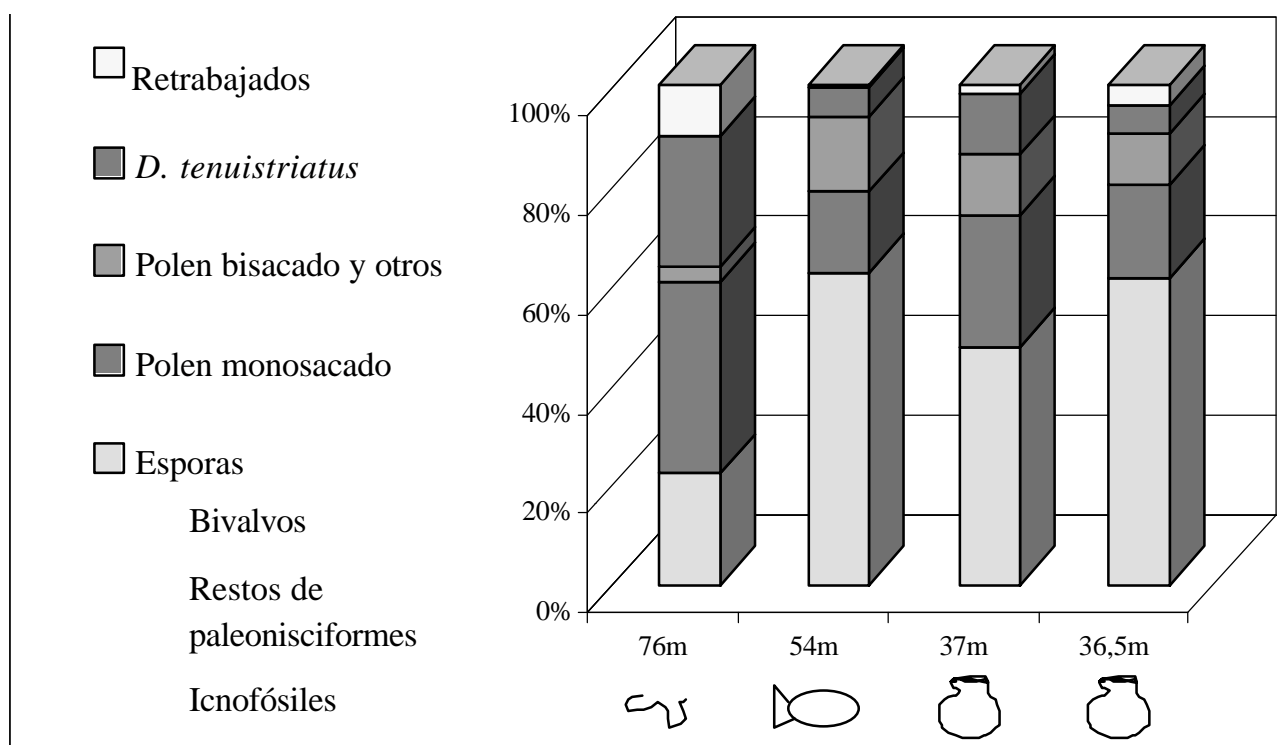 Retrabajados
D. tenuistriatus
Polen bisacado y otros
Polen monosacado
Esporas
Bivalvos
Restos de
paleonisciformes
Icnofósiles
100%
80%
60%
40%
20%
0%
76m 54m 37m 36,5m